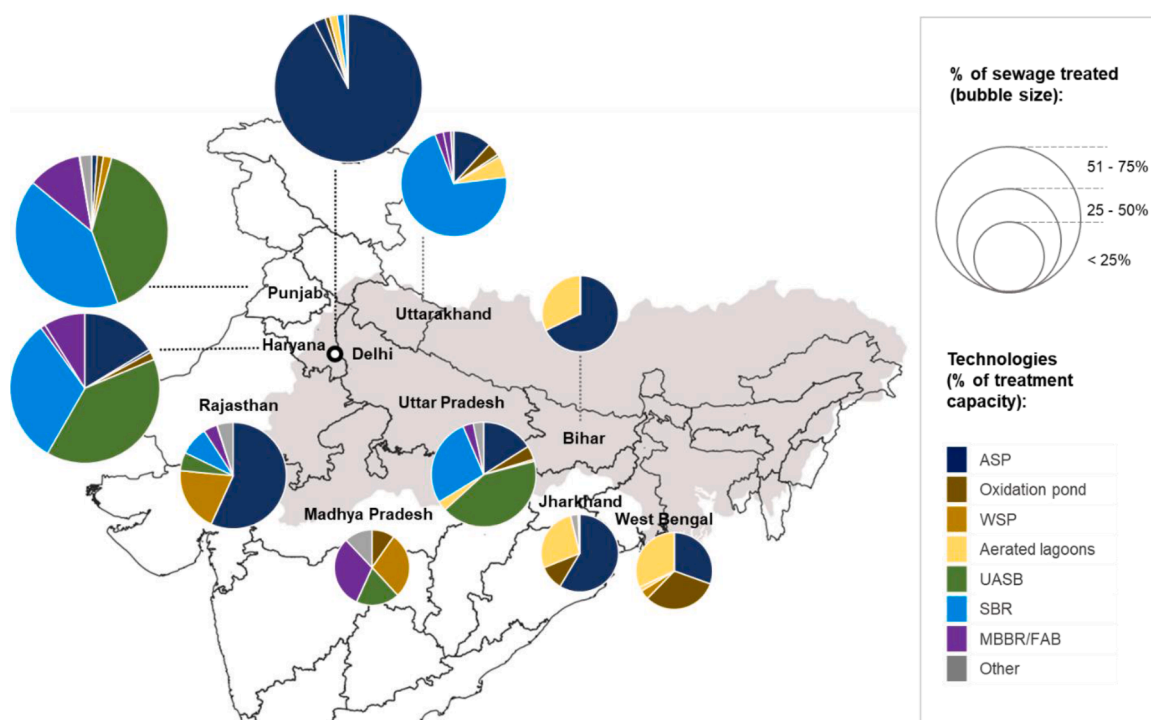 Punjab
Uttarakhand
Haryana
Delhi
Rajasthan
Uttar Pradesh
Bihar
Madhya Pradesh
Jharkhand
West Bengal
% of sewage treated
(bubble size):
51 - 75%
25 - 50%
< 25%
Technologies
(% of treatment
capacity):
ASP
Oxidation pond
WSP
Aerated lagoons
UASB
SBR
MBBR/FAB
Other